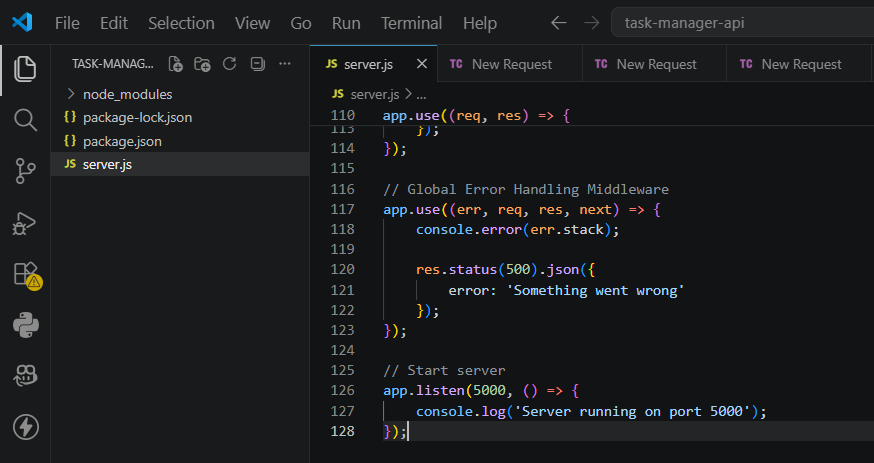 File Edit Selection View Go Run Terminal Help task-manager-api
TASK-MANAG...
node_modules
{} package-lock.json
{} package.json
JS server.js
JS server.js TC New Request TC New Request TC New Request
JS server.js > ...
110 app.use((req, res) => {
113 });
114 });
115
116 // Global Error Handling Middleware
117 app.use((err, req, res, next) => {
118 console.error(err.stack);
119
120 res.status(500).json({
121 error: 'Something went wrong'
122 });
123 });
124
125 // Start server
126 app.listen(5000, () => {
127 console.log('Server running on port 5000');
128 });